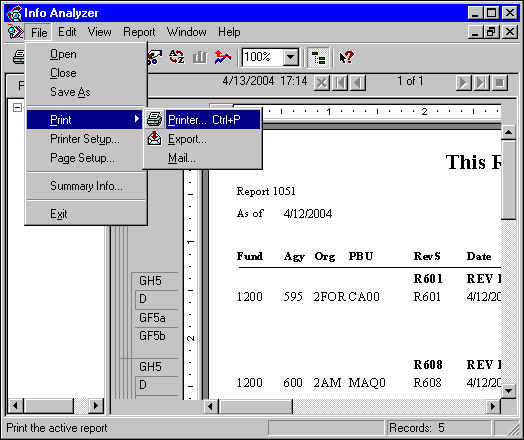 Info Analyzer
File Edit View Report Window Help
100%
4/13/2004 17:14 1 of 1
Open
Close
Save As
Print
Printer Setup...
Page Setup...
Summary Info...
Exit
Printer... Ctrl+P
Export...
Mail...
1
2
This R
Report 1051
As of 4/12/2004
Fund Agy Org PBU RevS Date
GH5 R601 REV R
D 1200 595 2FOR CA00 R601 4/12/20
GF5a
GF5b
GH5 R608 REV R
D 1200 600 2AM MAQ0 R608 4/12/20
1
2
Print the active report Records: 5